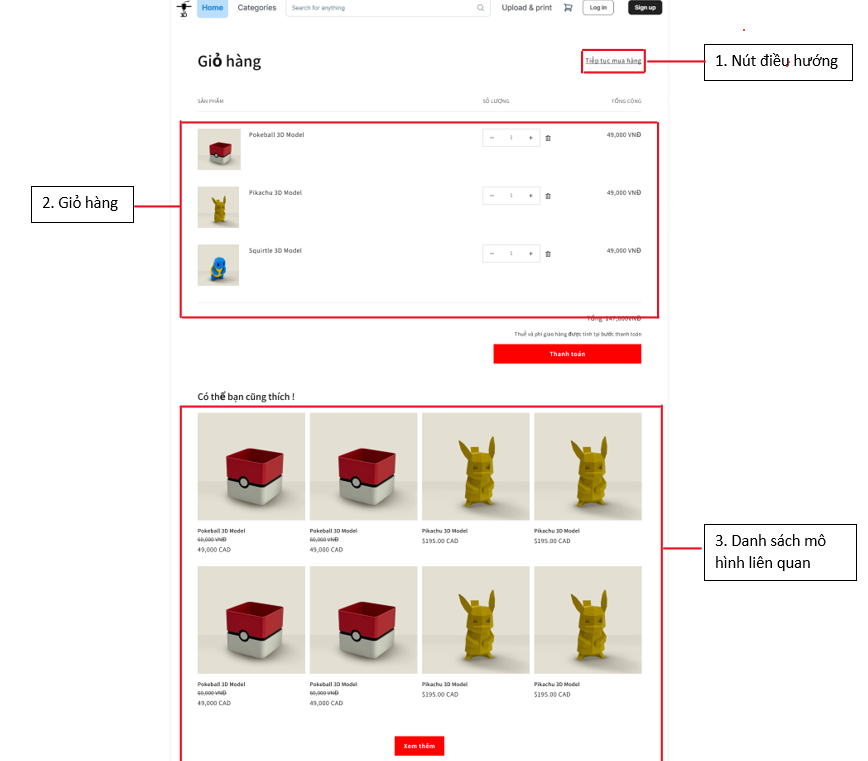 3D
Home Categories Search for anything Upload & print Log in Sign up
Giỏ hàng
Tiếp tục mua hàng
1. Nút điều hướng
SẢN PHẨM SỐ LƯỢNG TỔNG CỘNG
Pokeball 3D Model − 1 + 49,000 VNĐ
Pikachu 3D Model − 1 + 49,000 VNĐ
2. Giỏ hàng
Squirtle 3D Model − 1 + 49,000 VNĐ
Tổng: 147,000VNĐ
Thuế và phí giao hàng được tính tại bước thanh toán
Thanh toán
Có thể bạn cũng thích !
Pokeball 3D Model Pokeball 3D Model Pikachu 3D Model Pikachu 3D Model
60,000 VNĐ 60,000 VNĐ $195.00 CAD $195.00 CAD
49,000 CAD 49,000 CAD
3. Danh sách mô
hình liên quan
Pokeball 3D Model Pokeball 3D Model Pikachu 3D Model Pikachu 3D Model
60,000 VNĐ 60,000 VNĐ $195.00 CAD $195.00 CAD
49,000 CAD 49,000 CAD
Xem thêm